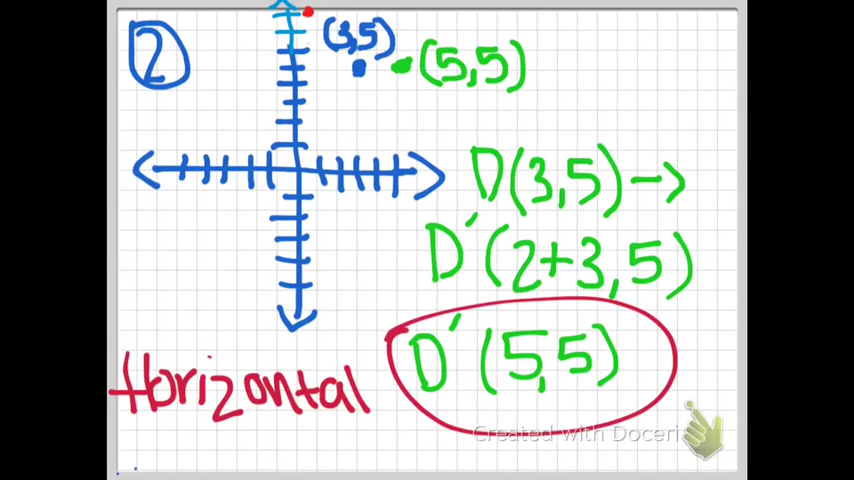 2
(3,5)
(5,5)
D(3,5) →
D′(2+3,5)
D′(5,5)
Horizontal
Created with Doceri